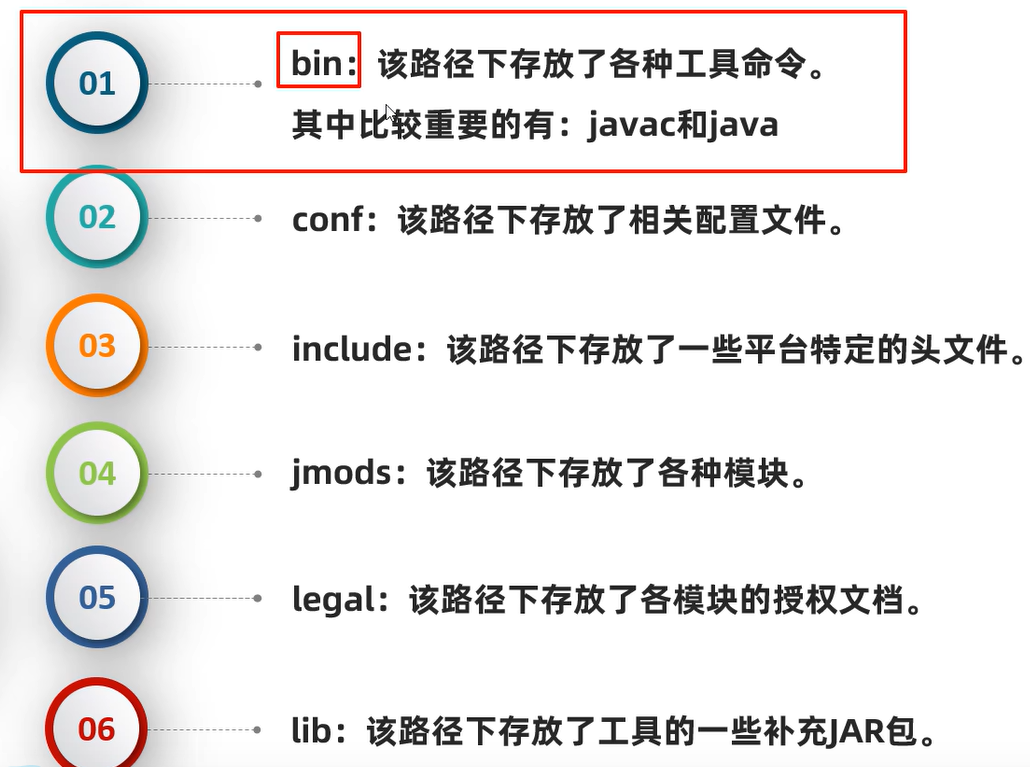 01
bin：该路径下存放了各种工具命令。
其中比较重要的有：javac和java
02
conf：该路径下存放了相关配置文件。
03
include：该路径下存放了一些平台特定的头文件。
04
jmods：该路径下存放了各种模块。
05
legal：该路径下存放了各模块的授权文档。
06
lib：该路径下存放了工具的一些补充JAR包。